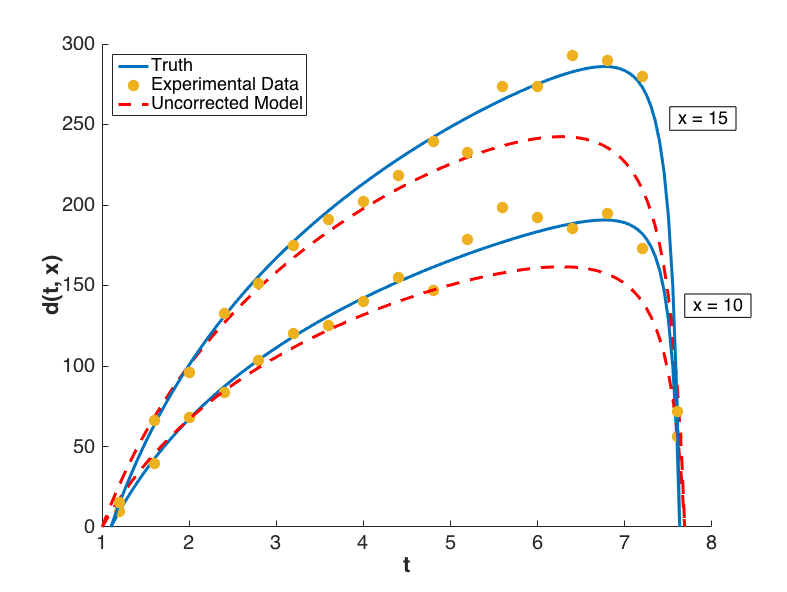 300
250
200
150
100
50
0
d(t, x)
Truth
Experimental Data
Uncorrected Model
x = 15
x = 10
1 2 3 4 5 6 7 8
t